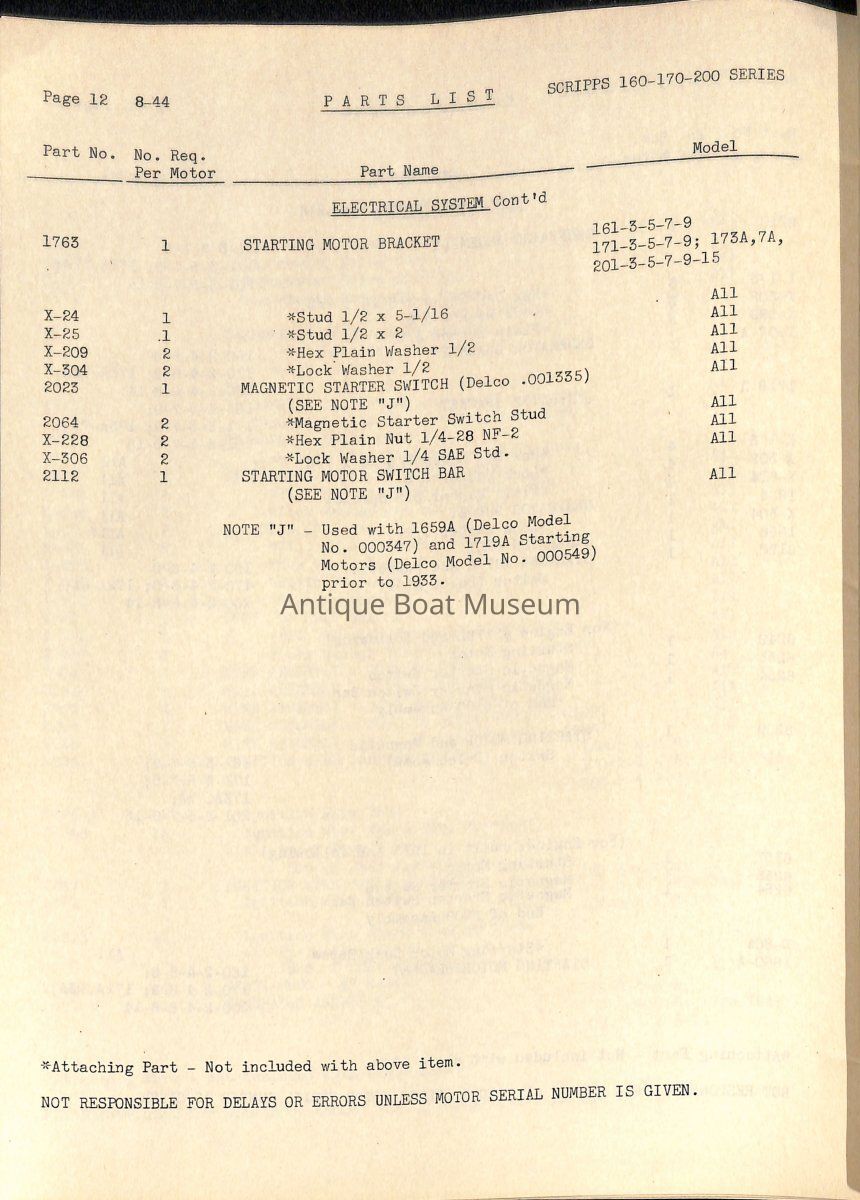 Page 12 8-44 PARTS LIST SCRIPPS 160-170-200 SERIES
Part No. No. Req. Per Motor Part Name Model
ELECTRICAL SYSTEM Cont'd
1763 1 STARTING MOTOR BRACKET 161-3-5-7-9
171-3-5-7-9; 173A,7A,
201-3-5-7-9-15
All
X-24 1 *Stud 1/2 x 5-1/16 All
X-25 .1 *Stud 1/2 x 2 All
X-209 2 *Hex Plain Washer 1/2 All
X-304 2 *Lock Washer 1/2 All
2023 1 MAGNETIC STARTER SWITCH (Delco .001335)
(SEE NOTE "J") All
2064 2 *Magnetic Starter Switch Stud All
X-228 2 *Hex Plain Nut 1/4-28 NF-2 All
X-306 2 *Lock Washer 1/4 SAE Std.
2112 1 STARTING MOTOR SWITCH BAR All
(SEE NOTE "J")
NOTE "J" - Used with 1659A (Delco Model
No. 000347) and 1719A Starting
Motors (Delco Model No. 000549)
prior to 1933.
Antique Boat Museum
*Attaching Part - Not included with above item.
NOT RESPONSIBLE FOR DELAYS OR ERRORS UNLESS MOTOR SERIAL NUMBER IS GIVEN.